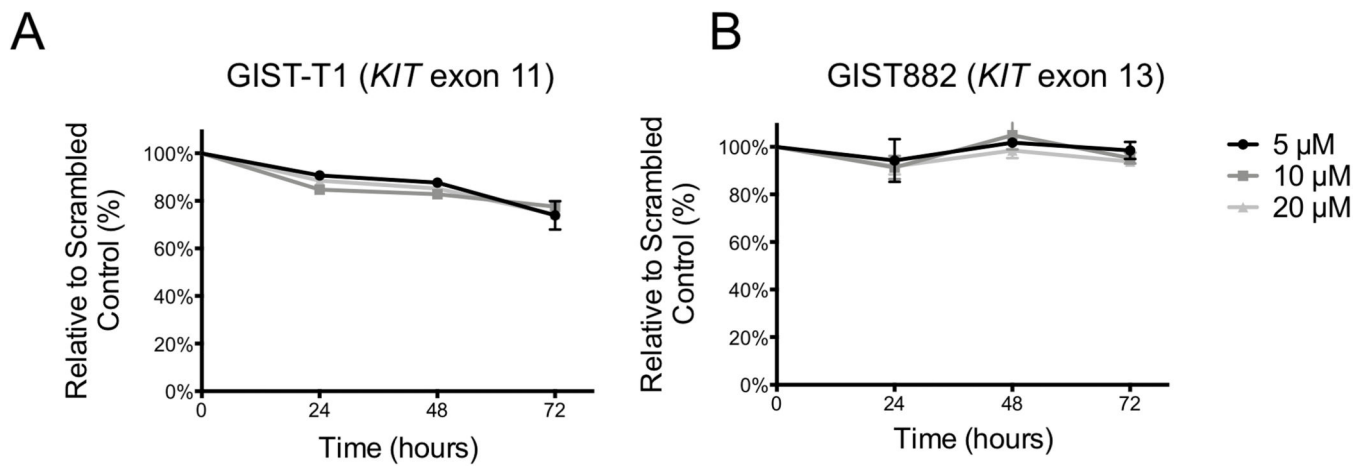 A
GIST-T1 (KIT exon 11)
Relative to Scrambled
Control (%)
100%
80%
60%
40%
20%
0%
0
24
48
72
Time (hours)
B
GIST882 (KIT exon 13)
Relative to Scrambled
Control (%)
100%
80%
60%
40%
20%
0%
0
24
48
72
Time (hours)
5 µM
10 µM
20 µM